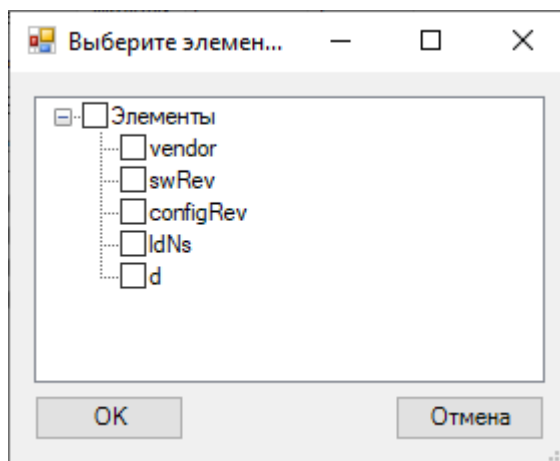 Выберите элемен...
Элементы
vendor
swRev
configRev
ldNs
d
OK
Отмена